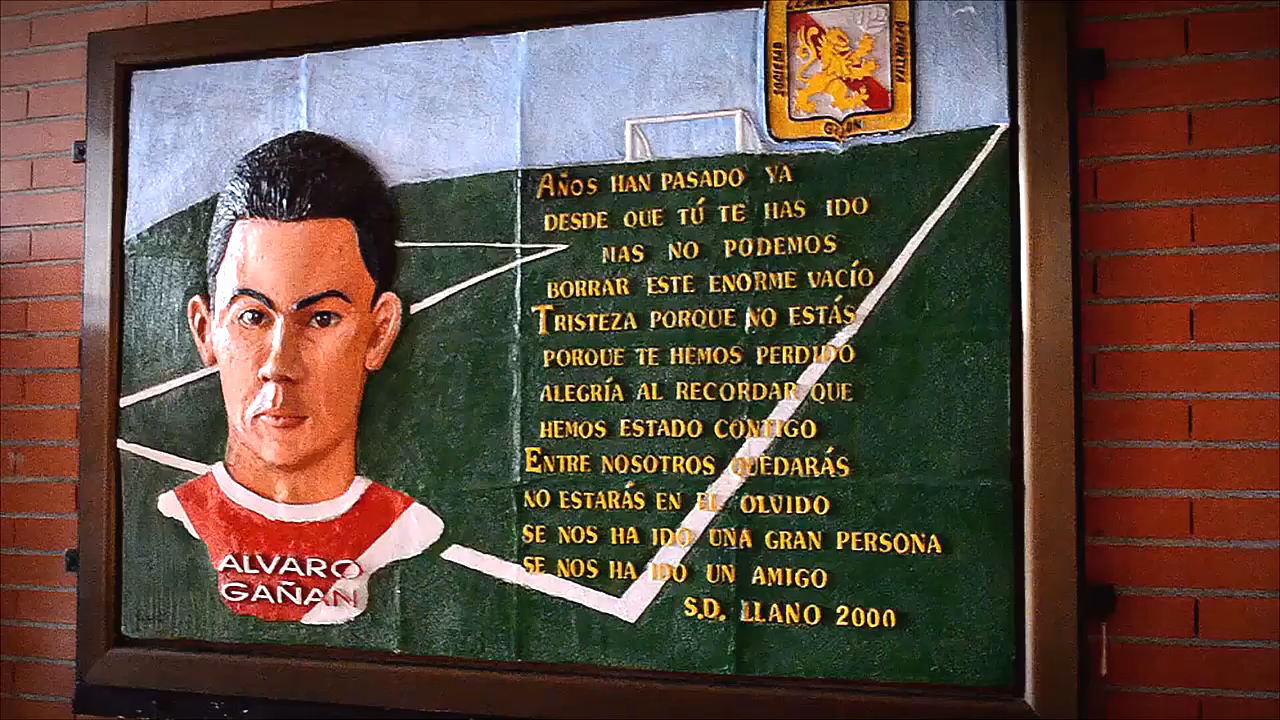 SOCIEDAD
DEPORTIVA
GIJON
AÑOS HAN PASADO YA
DESDE QUE TÚ TE HAS IDO
MAS NO PODEMOS
BORRAR ESTE ENORME VACÍO
TRISTEZA PORQUE NO ESTÁS
PORQUE TE HEMOS PERDIDO
ALEGRÍA AL RECORDAR QUE
HEMOS ESTADO CONTIGO
ENTRE NOSOTROS QUEDARÁS
NO ESTARÁS EN EL OLVIDO
SE NOS HA IDO UNA GRAN PERSONA
SE NOS HA IDO UN AMIGO
S.D. LLANO 2000
ALVARO
GAÑAN